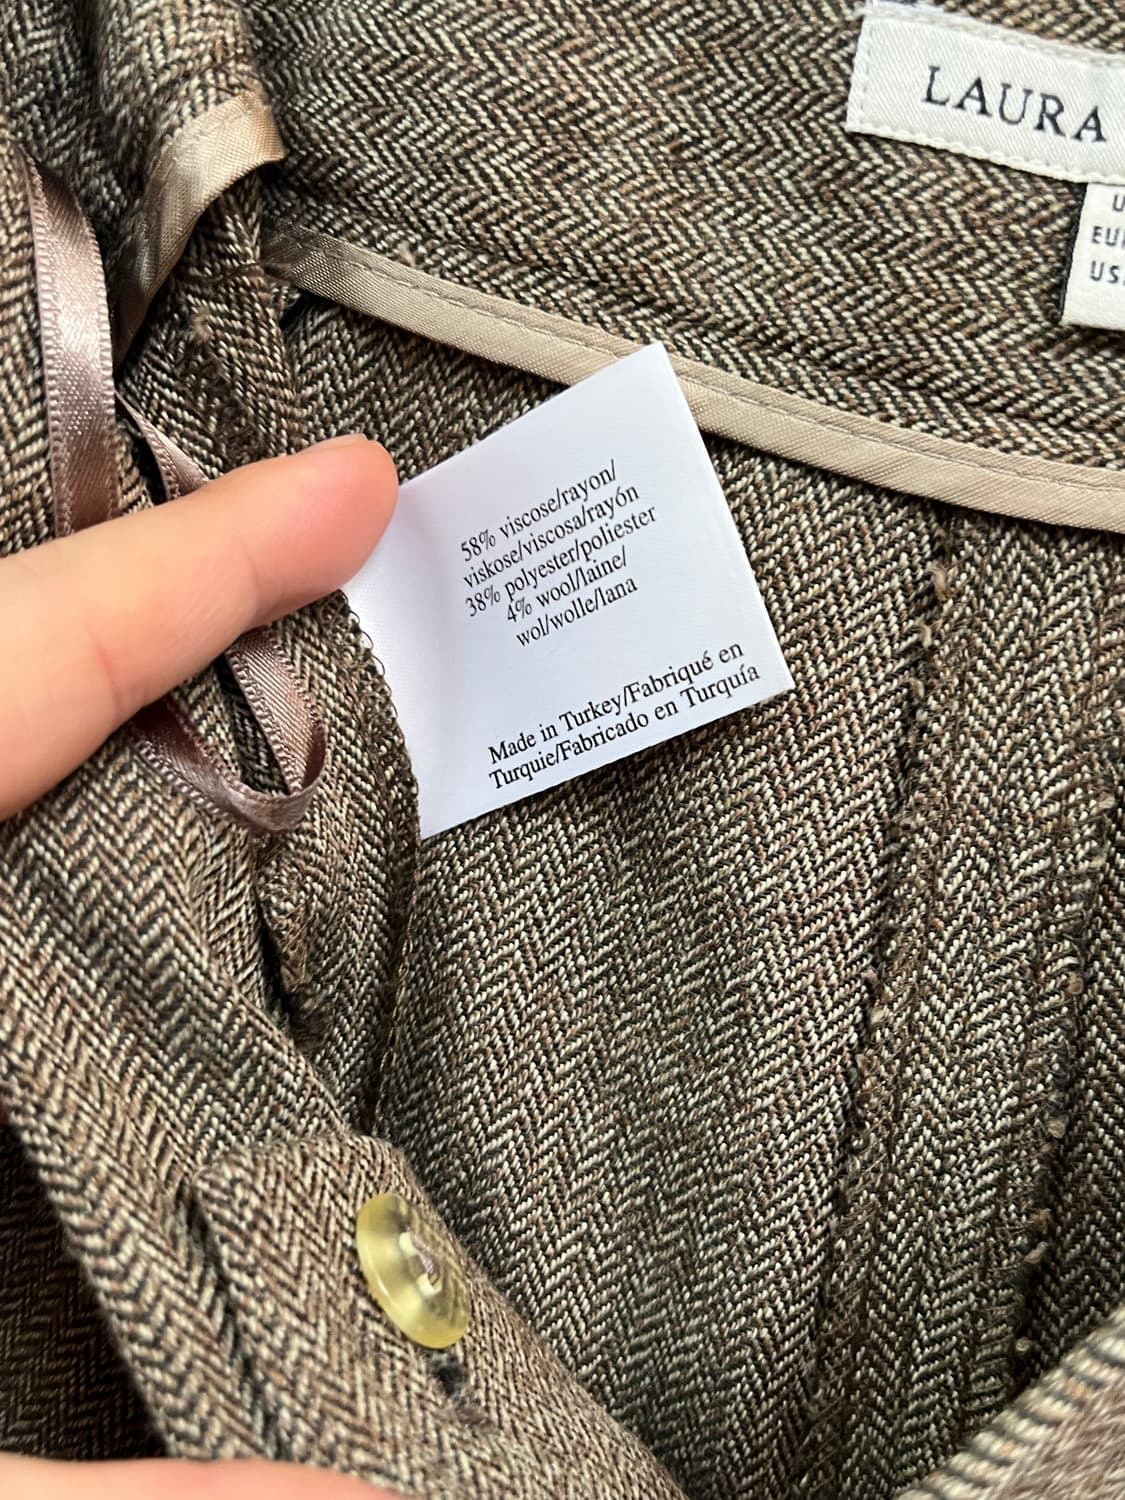 LAURA
58% viscose/rayon/
viskose/viscosa/rayón
38% polyester/poliester
4% wool/laine/
wol/wolle/lana
Made in Turkey/Fabriqué en
Turquie/Fabricado en Turquía